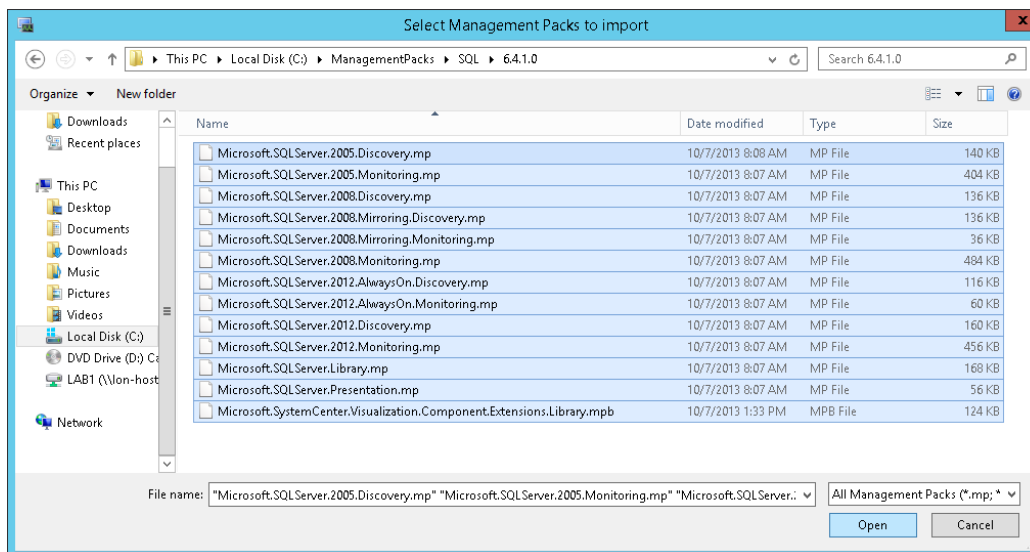 Select Management Packs to import
x
This PC ▸ Local Disk (C:) ▸ ManagementPacks ▸ SQL ▸ 6.4.1.0
Search 6.4.1.0
Organize
New folder
Downloads
Recent places
This PC
Desktop
Documents
Downloads
Music
Pictures
Videos
Local Disk (C:)
DVD Drive (D:) Ca
LAB1 (\\lon-host
Network
Name Date modified Type Size
Microsoft.SQLServer.2005.Discovery.mp 10/7/2013 8:08 AM MP File 140 KB
Microsoft.SQLServer.2005.Monitoring.mp 10/7/2013 8:07 AM MP File 404 KB
Microsoft.SQLServer.2008.Discovery.mp 10/7/2013 8:07 AM MP File 136 KB
Microsoft.SQLServer.2008.Mirroring.Discovery.mp 10/7/2013 8:07 AM MP File 136 KB
Microsoft.SQLServer.2008.Mirroring.Monitoring.mp 10/7/2013 8:07 AM MP File 36 KB
Microsoft.SQLServer.2008.Monitoring.mp 10/7/2013 8:07 AM MP File 484 KB
Microsoft.SQLServer.2012.AlwaysOn.Discovery.mp 10/7/2013 8:07 AM MP File 116 KB
Microsoft.SQLServer.2012.AlwaysOn.Monitoring.mp 10/7/2013 8:07 AM MP File 60 KB
Microsoft.SQLServer.2012.Discovery.mp 10/7/2013 8:07 AM MP File 160 KB
Microsoft.SQLServer.2012.Monitoring.mp 10/7/2013 8:07 AM MP File 456 KB
Microsoft.SQLServer.Library.mp 10/7/2013 8:07 AM MP File 168 KB
Microsoft.SQLServer.Presentation.mp 10/7/2013 8:07 AM MP File 56 KB
Microsoft.SystemCenter.Visualization.Component.Extensions.Library.mpb 10/7/2013 1:33 PM MPB File 124 KB
File name: "Microsoft.SQLServer.2005.Discovery.mp" "Microsoft.SQLServer.2005.Monitoring.mp" "Microsoft.SQLServer.:
All Management Packs (*.mp; *
Open
Cancel